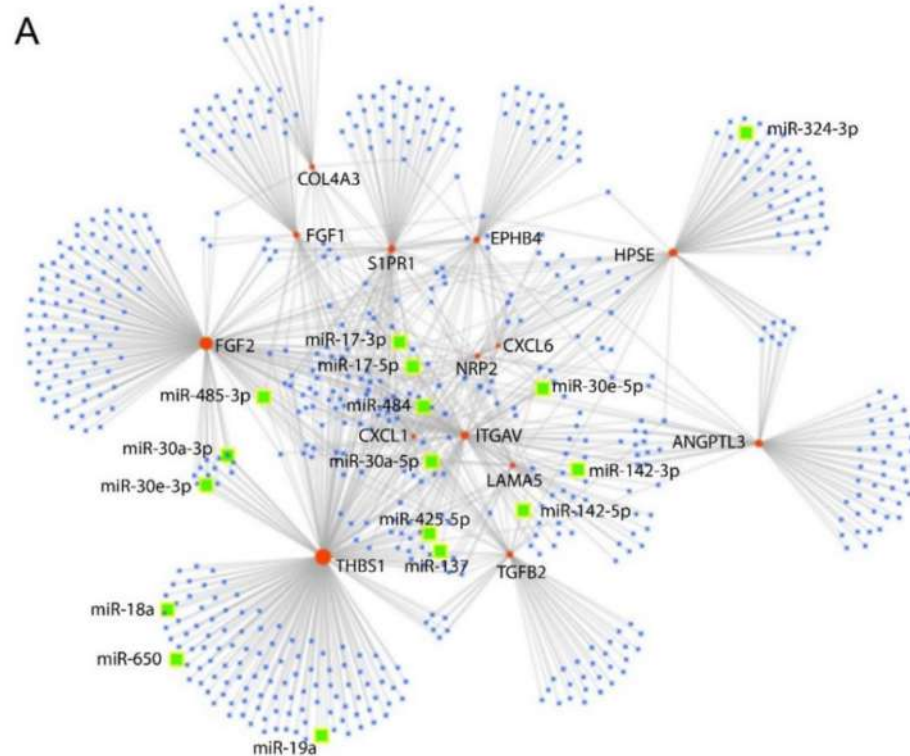 A
miR-324-3p
COL4A3
FGF1
EPHB4
S1PR1
HPSE
miR-17-3p
FGF2
CXCL6
miR-17-5p
NRP2
miR-30e-5p
miR-485-3p
miR-484
CXCL1
ITGAV
ANGPTL3
miR-30a-3p
miR-30a-5p
miR-142-3p
LAMA5
miR-30e-3p
miR-142-5p
miR-425-5p
THBS1
miR-137
TGFB2
miR-18a
miR-650
miR-19a